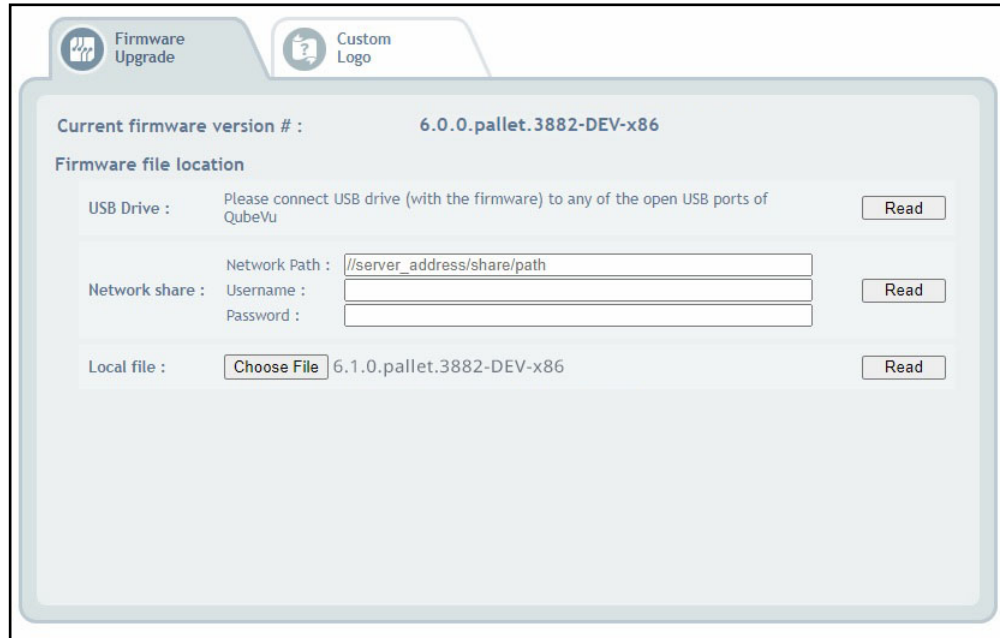 Firmware
Upgrade
Custom
Logo
Current firmware version # :    6.0.0.pallet.3882-DEV-x86
Firmware file location
USB Drive :    Please connect USB drive (with the firmware) to any of the open USB ports of
QubeVu    Read
Network Path :    //server_address/share/path
Network share :    Username :    Read
Password :
Local file :    Choose File    6.1.0.pallet.3882-DEV-x86    Read